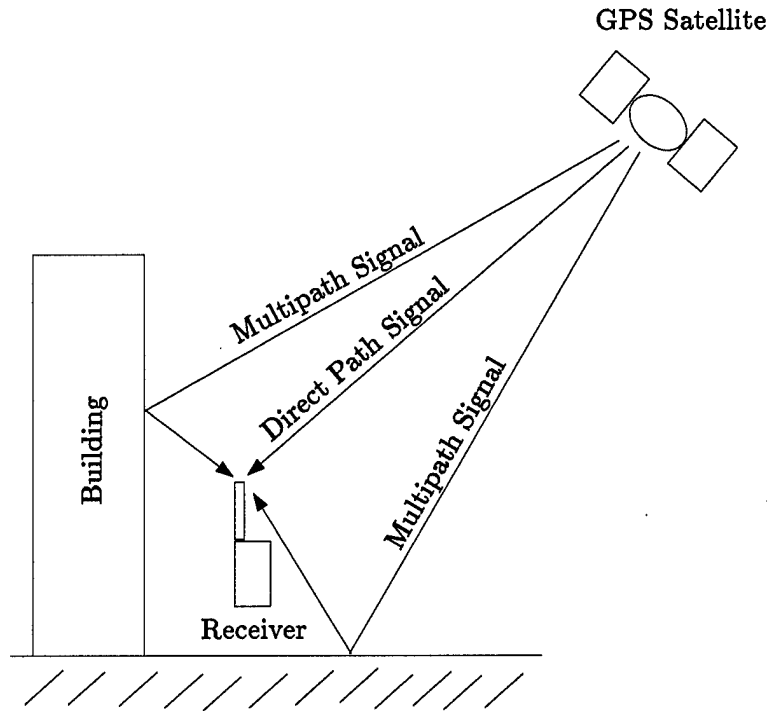 GPS Satellite
Multipath Signal
Direct Path Signal
Multipath Signal
Building
Receiver